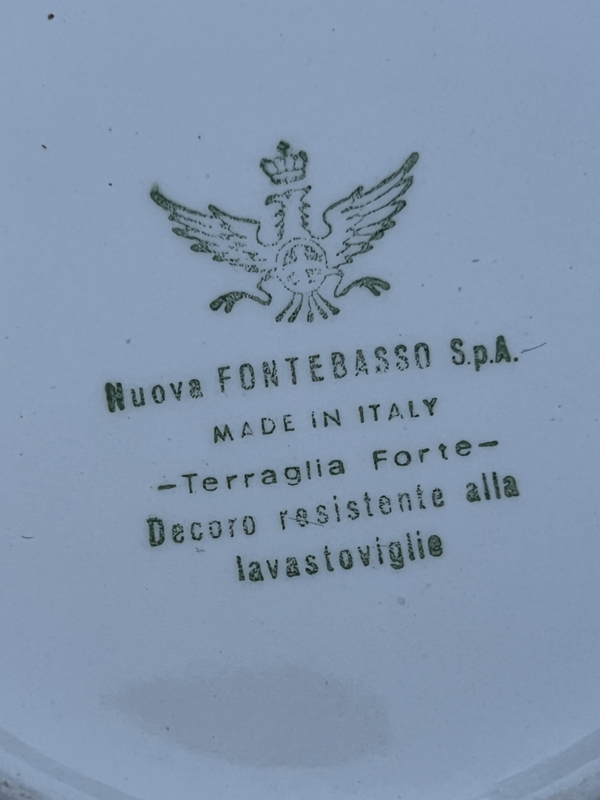 Nuova FONTEBASSO S.p.A.
MADE IN ITALY
-Terraglia Forte-
Decoro resistente alla
lavastoviglie